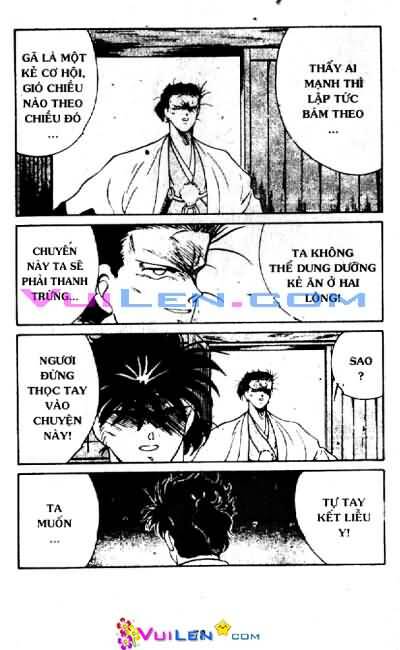 GÃ LÀ MỘT
KẺ CƠ HỘI,
GIÓ CHIỀU
NÀO THEO
CHIỀU ĐÓ
...
THẤY AI
MẠNH THÌ
LẬP TỨC
BÁM THEO
...
CHUYẾN
NÀY TA SẼ
PHẢI THANH
TRỪNG...
TA KHÔNG
THỂ DUNG DƯỠNG
KẺ ĂN Ở HAI
LÒNG!
VUILEN.COM
NGƯƠI
ĐỪNG
THỌC TAY
VÀO
CHUYỆN
NÀY!
SAO
?
TA
MUỐN
...
TỰ TAY
KẾT LIỄU
Y!
VUILEN.COM